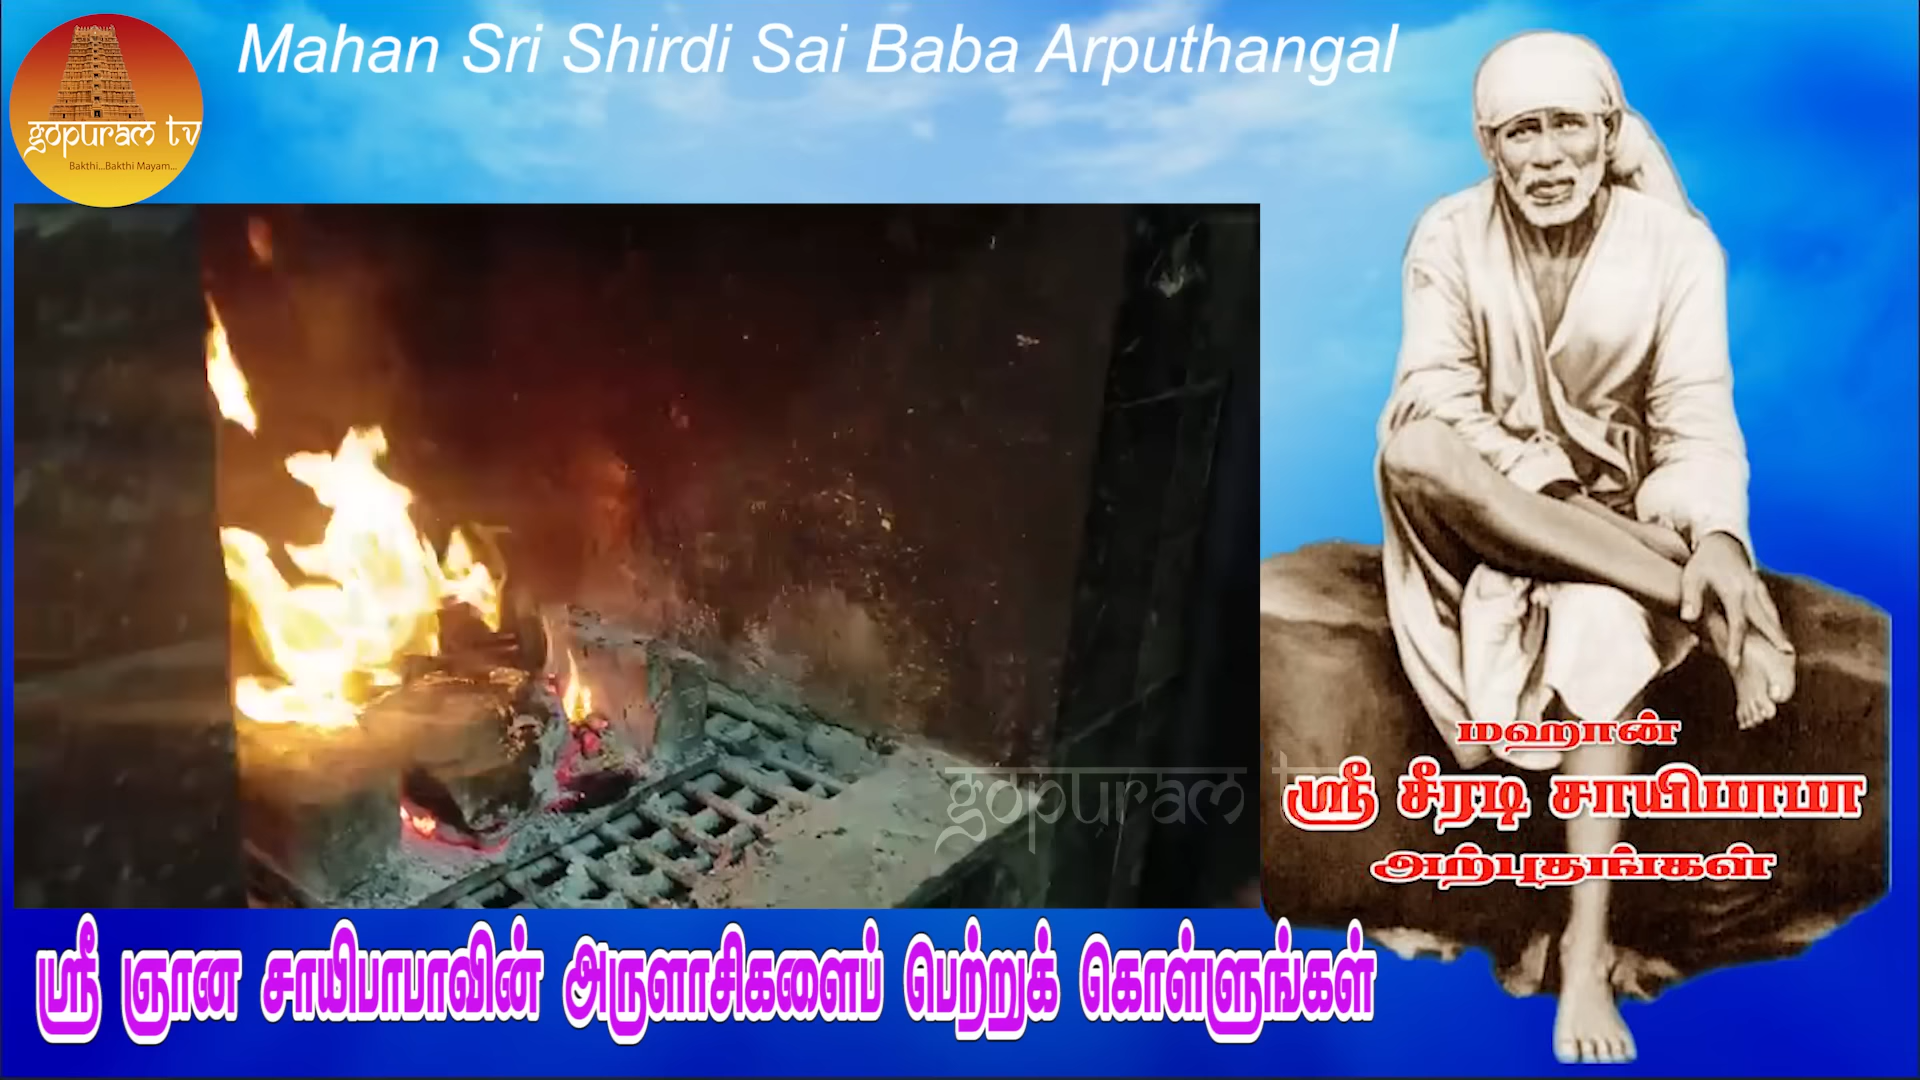 Mahan Sri Shirdi Sai Baba Arputhangal
gopuram tv
Bakthi...Bakthi Mayam...
gopuram tv
மஹான்
ஸ்ரீ சீரடி சாயிபாபா
அற்புதங்கள்
ஸ்ரீ ஞான சாயிபாபாவின் அருளாசிகளைப் பெற்றுக் கொள்ளுங்கள்